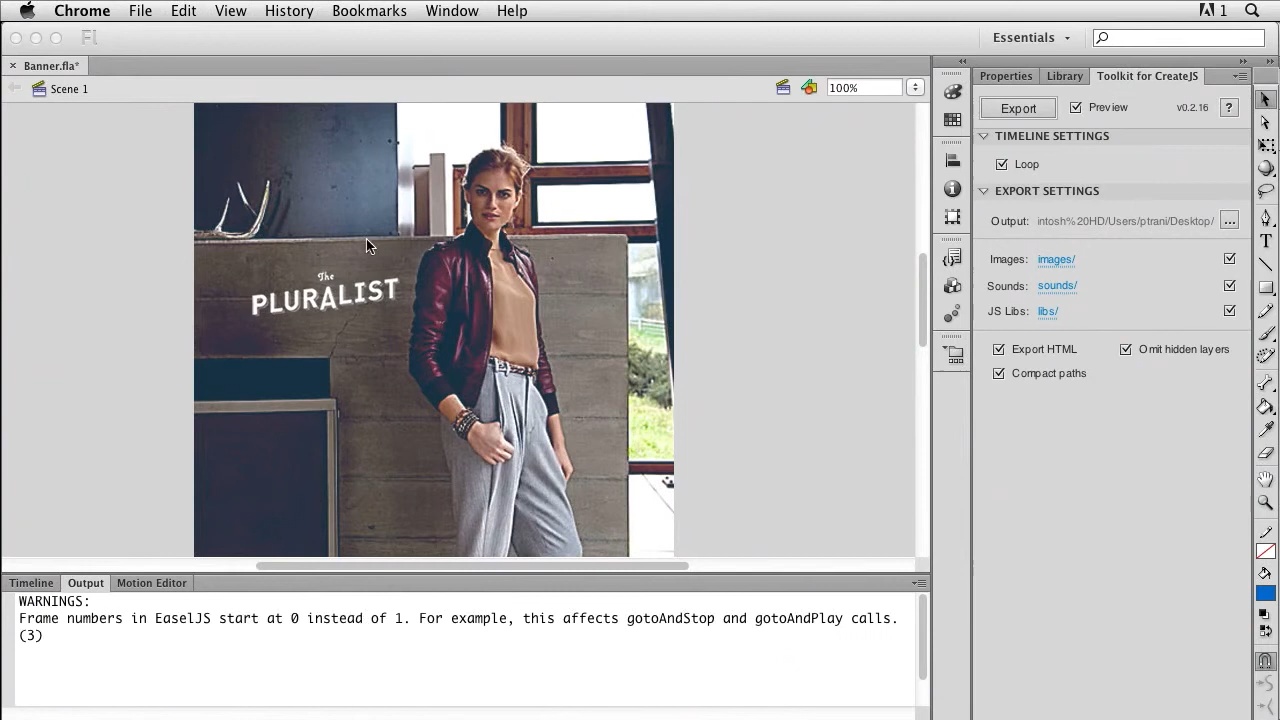 Chrome File Edit View History Bookmarks Window Help 1
Fl Essentials
Banner.fla*
Scene 1 100%
Properties Library Toolkit for CreateJS
Export Preview v0.2.16 ?
TIMELINE SETTINGS
Loop
EXPORT SETTINGS
Output: intosh%20HD/Users/ptrani/Desktop/ ...
Images: images/
Sounds: sounds/
JS Libs: libs/
Export HTML Omit hidden layers
Compact paths
The
PLURALIST
Timeline Output Motion Editor
WARNINGS:
Frame numbers in EaselJS start at 0 instead of 1. For example, this affects gotoAndStop and gotoAndPlay calls.
(3)